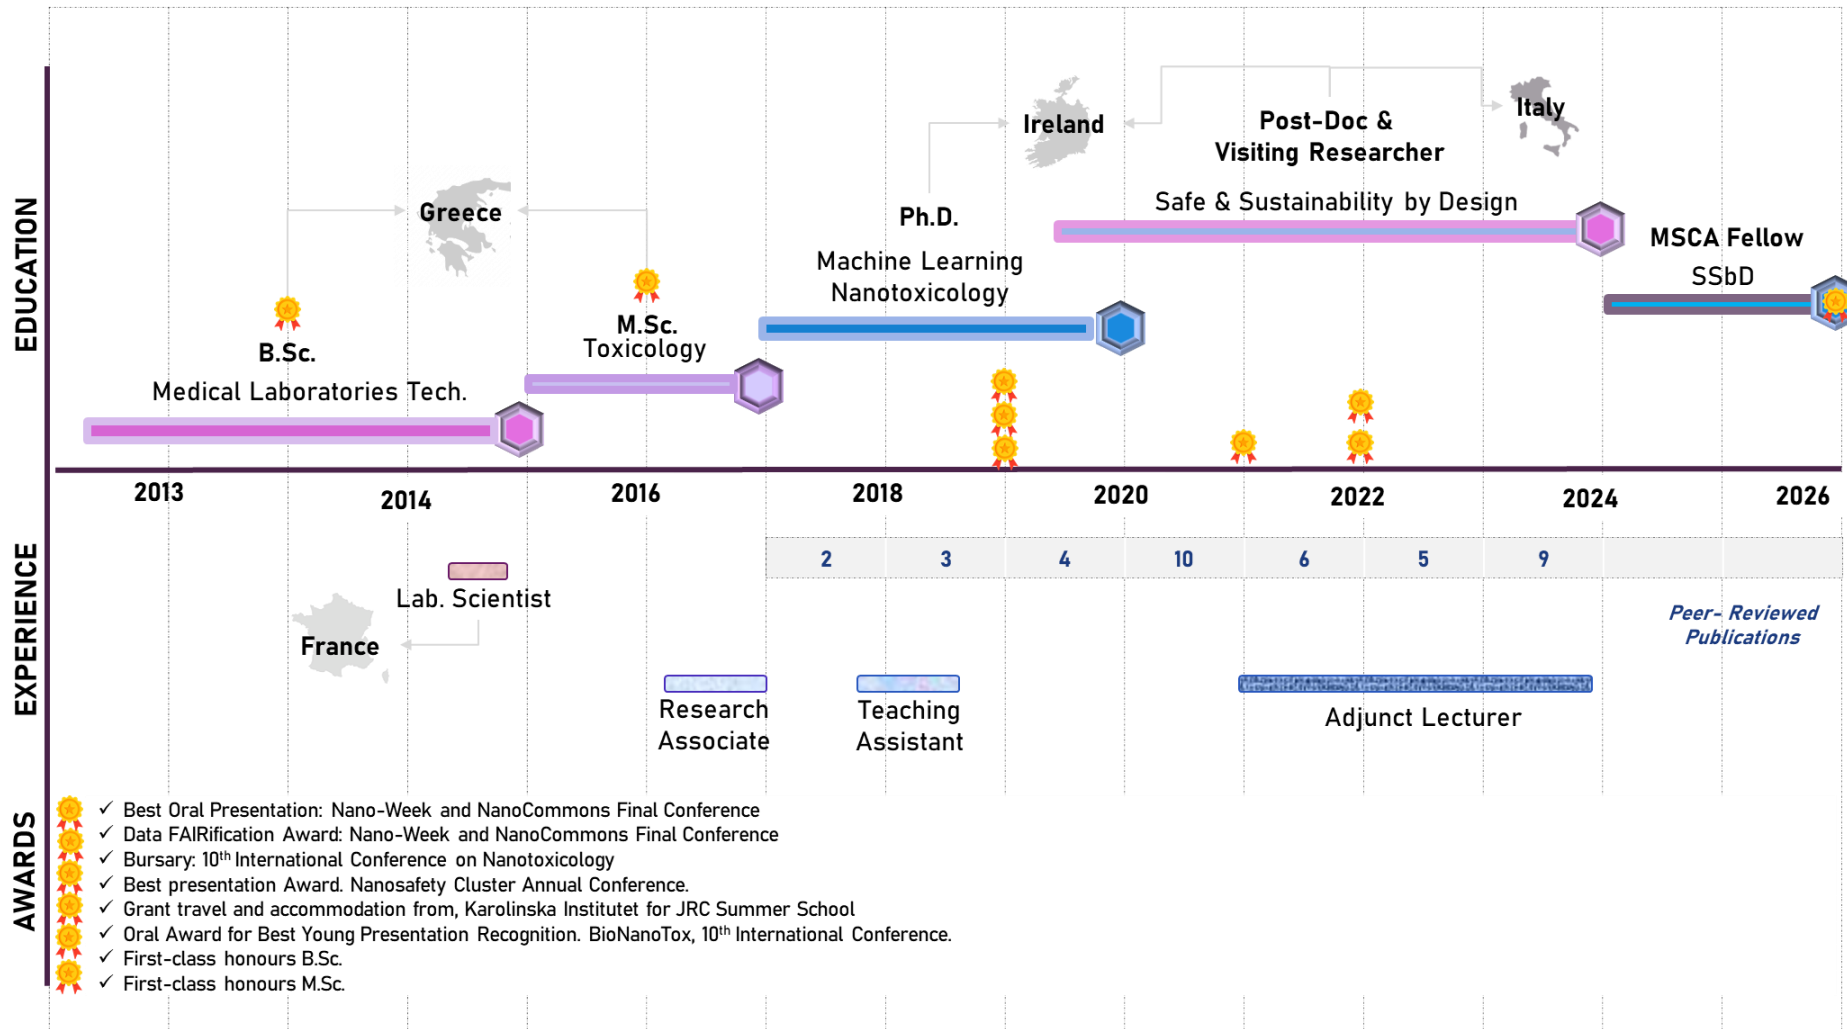 EDUCATION
Greece
Ireland
Italy
Post-Doc &
Visiting Researcher
Safe & Sustainability by Design
Ph.D.
Machine Learning
Nanotoxicology
MSCA Fellow
SSbD
M.Sc.
Toxicology
B.Sc.
Medical Laboratories Tech.
2013
2014
2016
2018
2020
2022
2024
2026
EXPERIENCE
2
3
4
10
6
5
9
Peer- Reviewed
Publications
Lab. Scientist
France
Research
Associate
Teaching
Assistant
Adjunct Lecturer
AWARDS
✓ Best Oral Presentation: Nano-Week and NanoCommons Final Conference
✓ Data FAIRification Award: Nano-Week and NanoCommons Final Conference
✓ Bursary: 10th International Conference on Nanotoxicology
✓ Best presentation Award. Nanosafety Cluster Annual Conference.
✓ Grant travel and accommodation from, Karolinska Institutet for JRC Summer School
✓ Oral Award for Best Young Presentation Recognition. BioNanoTox, 10th International Conference.
✓ First-class honours B.Sc.
✓ First-class honours M.Sc.